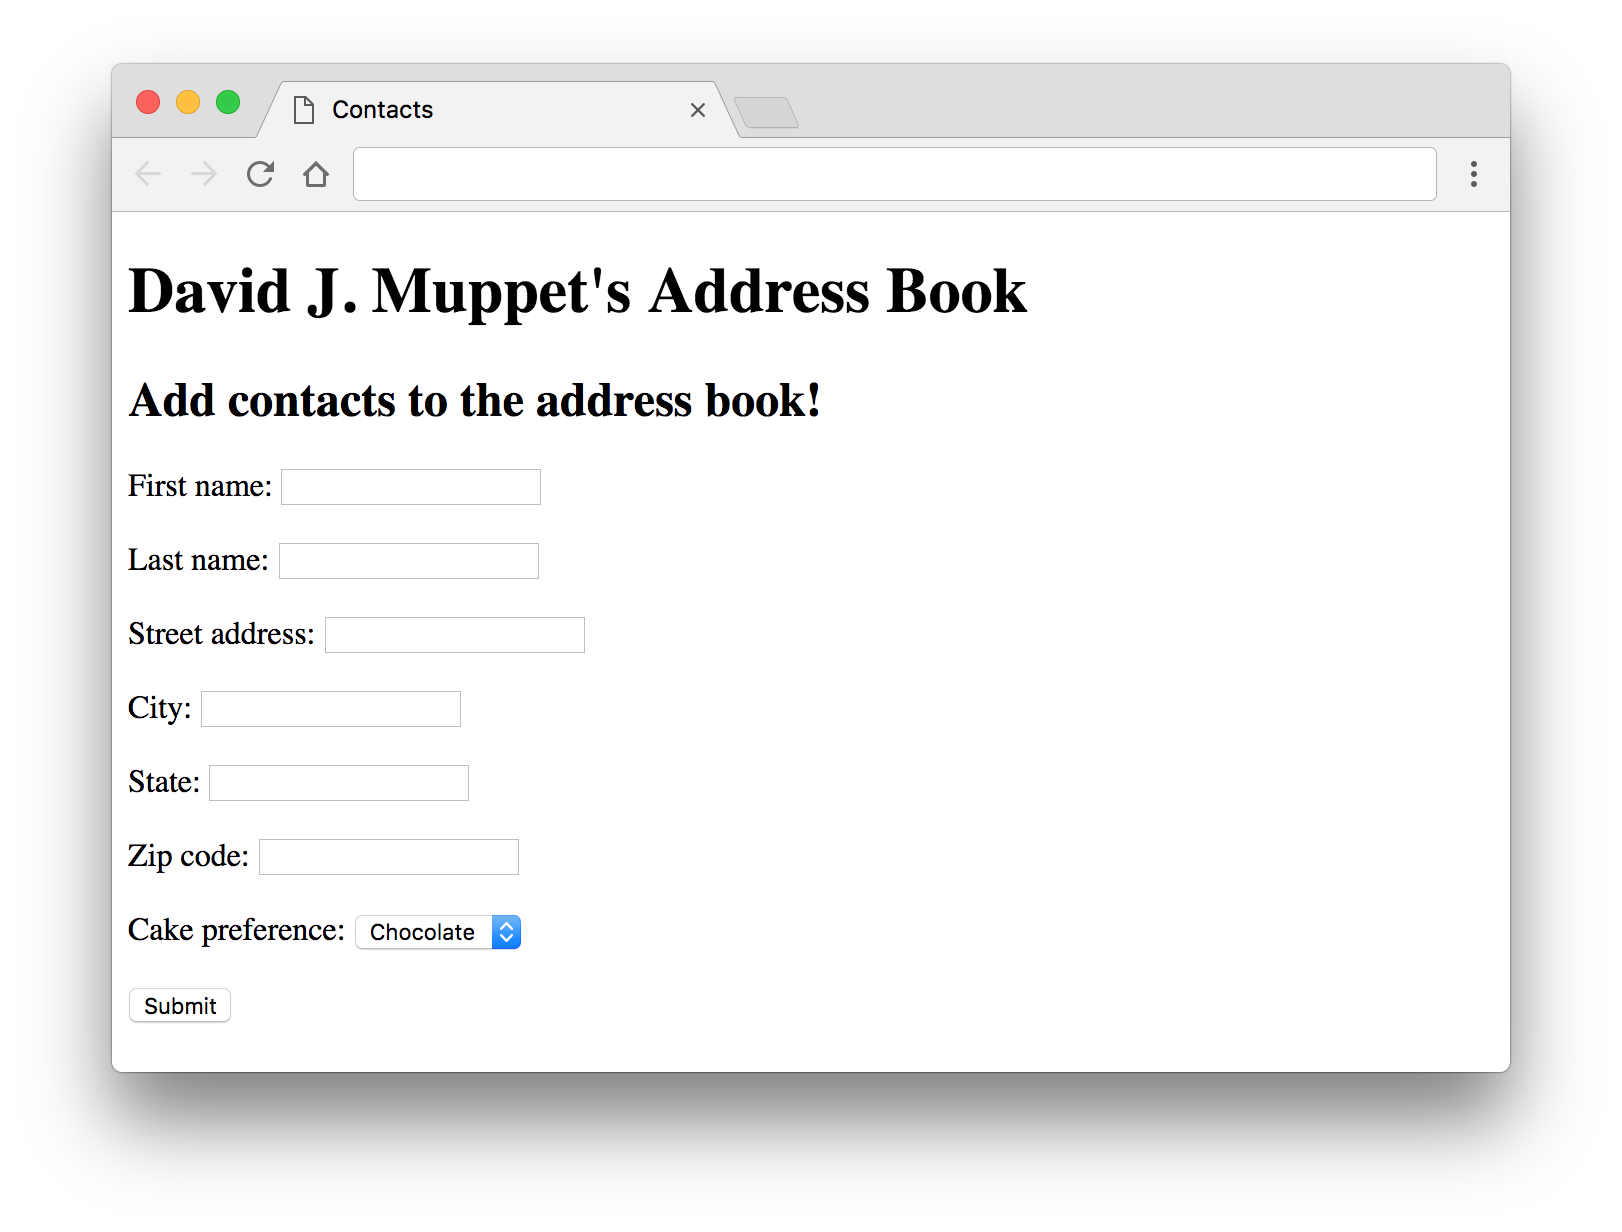 Contacts
David J. Muppet's Address Book
Add contacts to the address book!
First name:
Last name:
Street address:
City:
State:
Zip code:
Cake preference: Chocolate
Submit